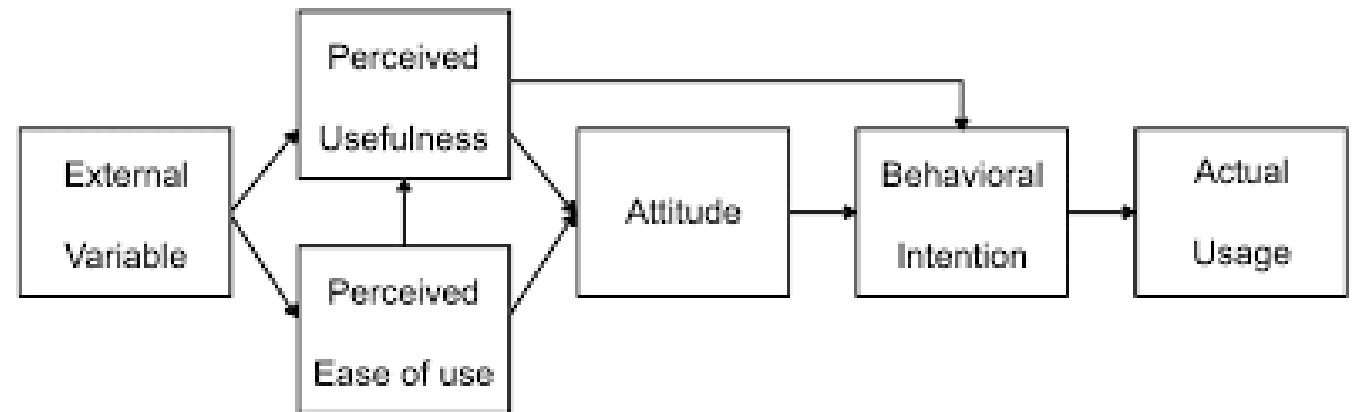 Perceived
Usefulness
External
Variable
Perceived
Ease of use
Attitude
Behavioral
Intention
Actual
Usage